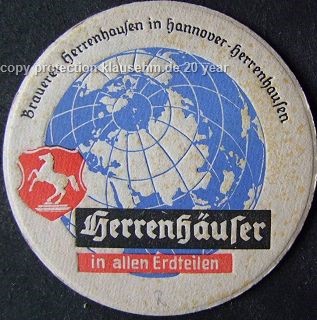 Brauerei Herrenhausen in Hannover-Herrenhausen
copy protection klausehm.de 20 year
Herrenhäuser
in allen Erdteilen